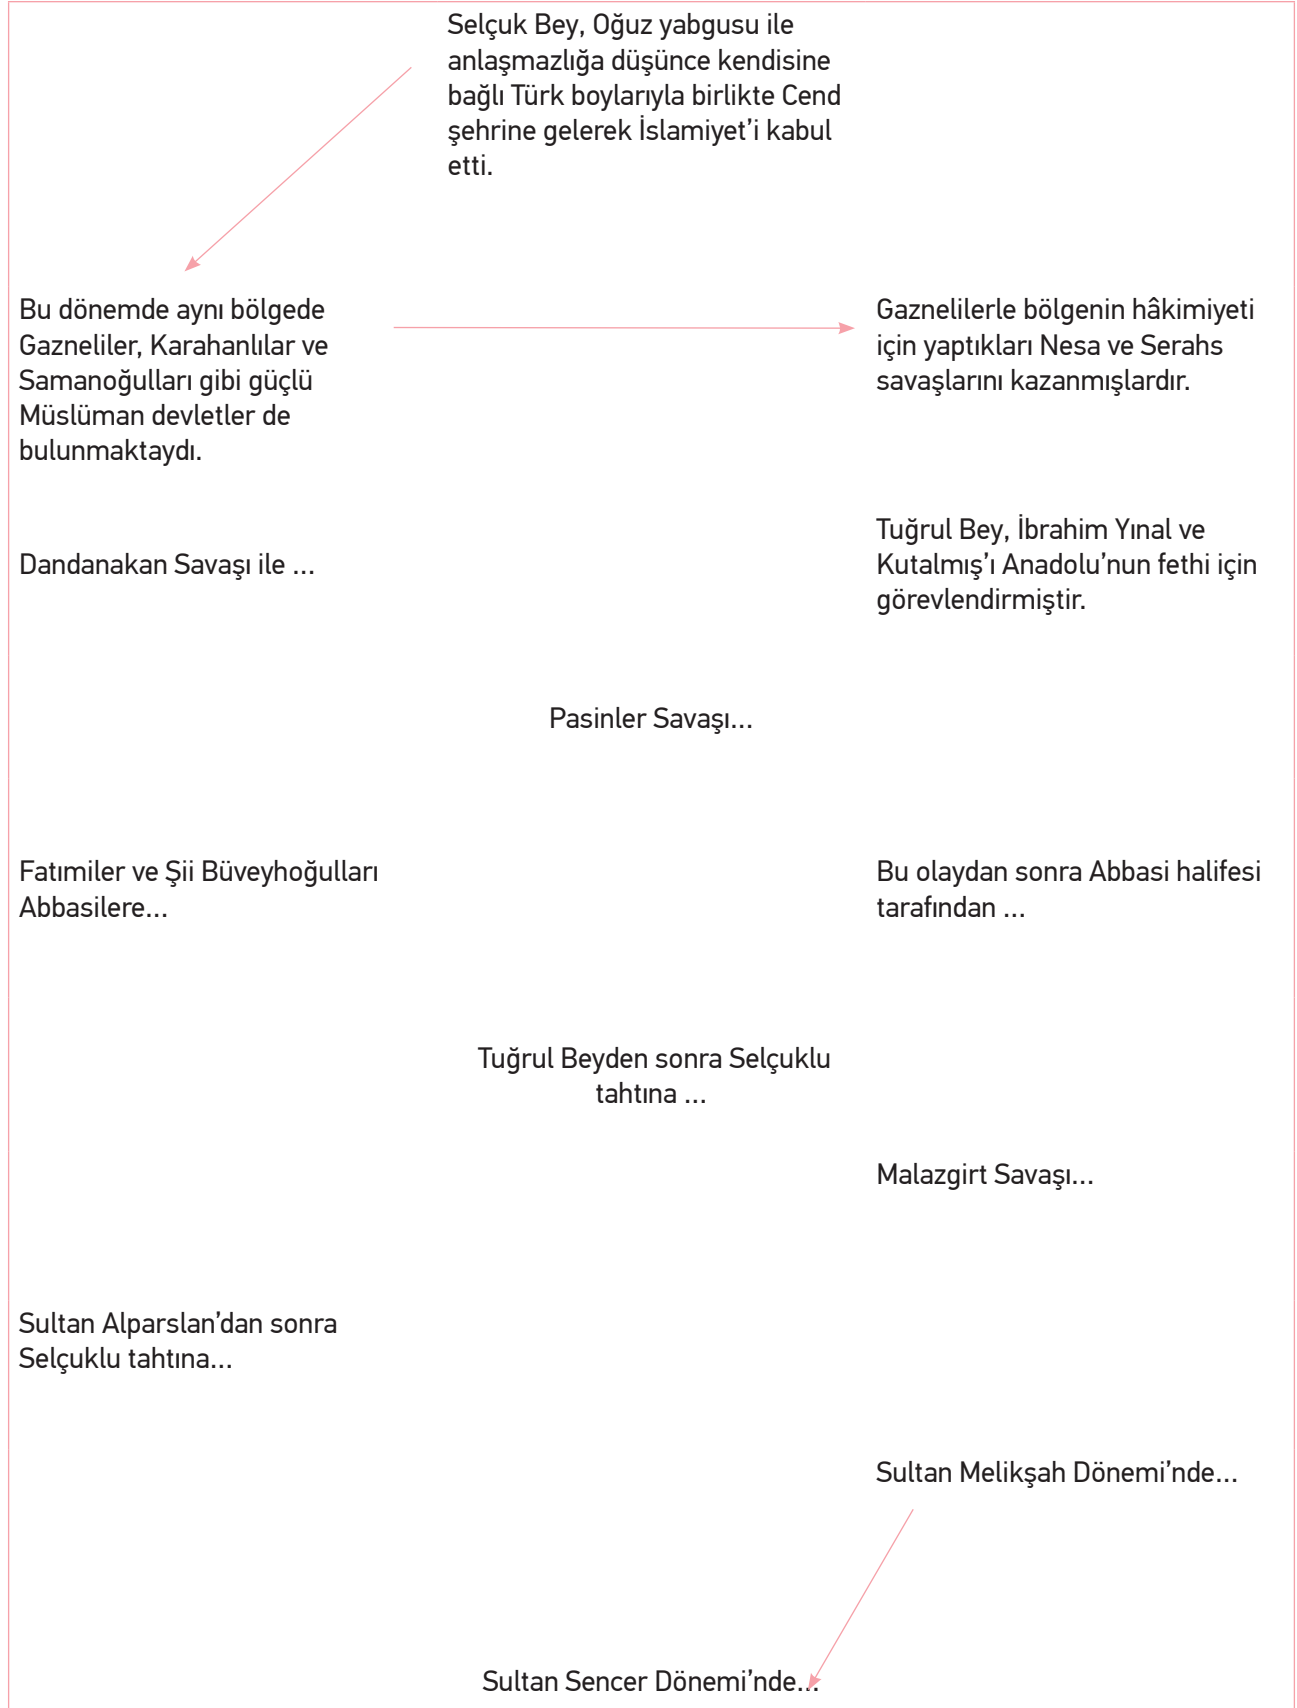 Selçuk Bey, Oğuz yabgusu ile
anlaşmazlığa düşünce kendisine
bağlı Türk boylarıyla birlikte Cend
şehrine gelerek İslamiyet’i kabul
etti.
Bu dönemde aynı bölgede
Gazneliler, Karahanlılar ve
Samanoğulları gibi güçlü
Müslüman devletler de
bulunmaktaydı.
Gaznelilerle bölgenin hâkimiyeti
için yaptıkları Nesa ve Serahs
savaşlarını kazanmışlardır.
Dandanakan Savaşı ile ...
Tuğrul Bey, İbrahim Yınal ve
Kutalmış’ı Anadolu’nun fethi için
görevlendirmiştir.
Pasinler Savaşı...
Fatımiler ve Şii Büveyhoğulları
Abbasilere...
Bu olaydan sonra Abbasi halifesi
tarafından ...
Tuğrul Beyden sonra Selçuklu
tahtına ...
Malazgirt Savaşı...
Sultan Alparslan’dan sonra
Selçuklu tahtına...
Sultan Melikşah Dönemi’nde...
Sultan Sencer Dönemi’nde...